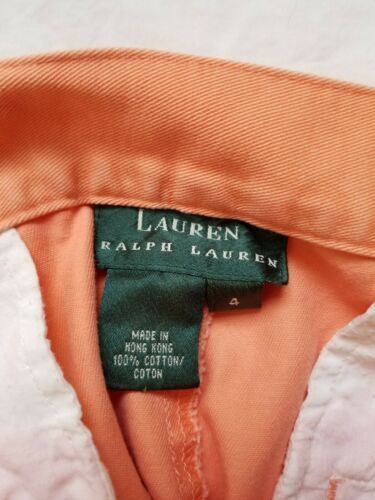 LAUREN
RALPH LAUREN
4
MADE IN
HONG KONG
100% COTTON/
COTON